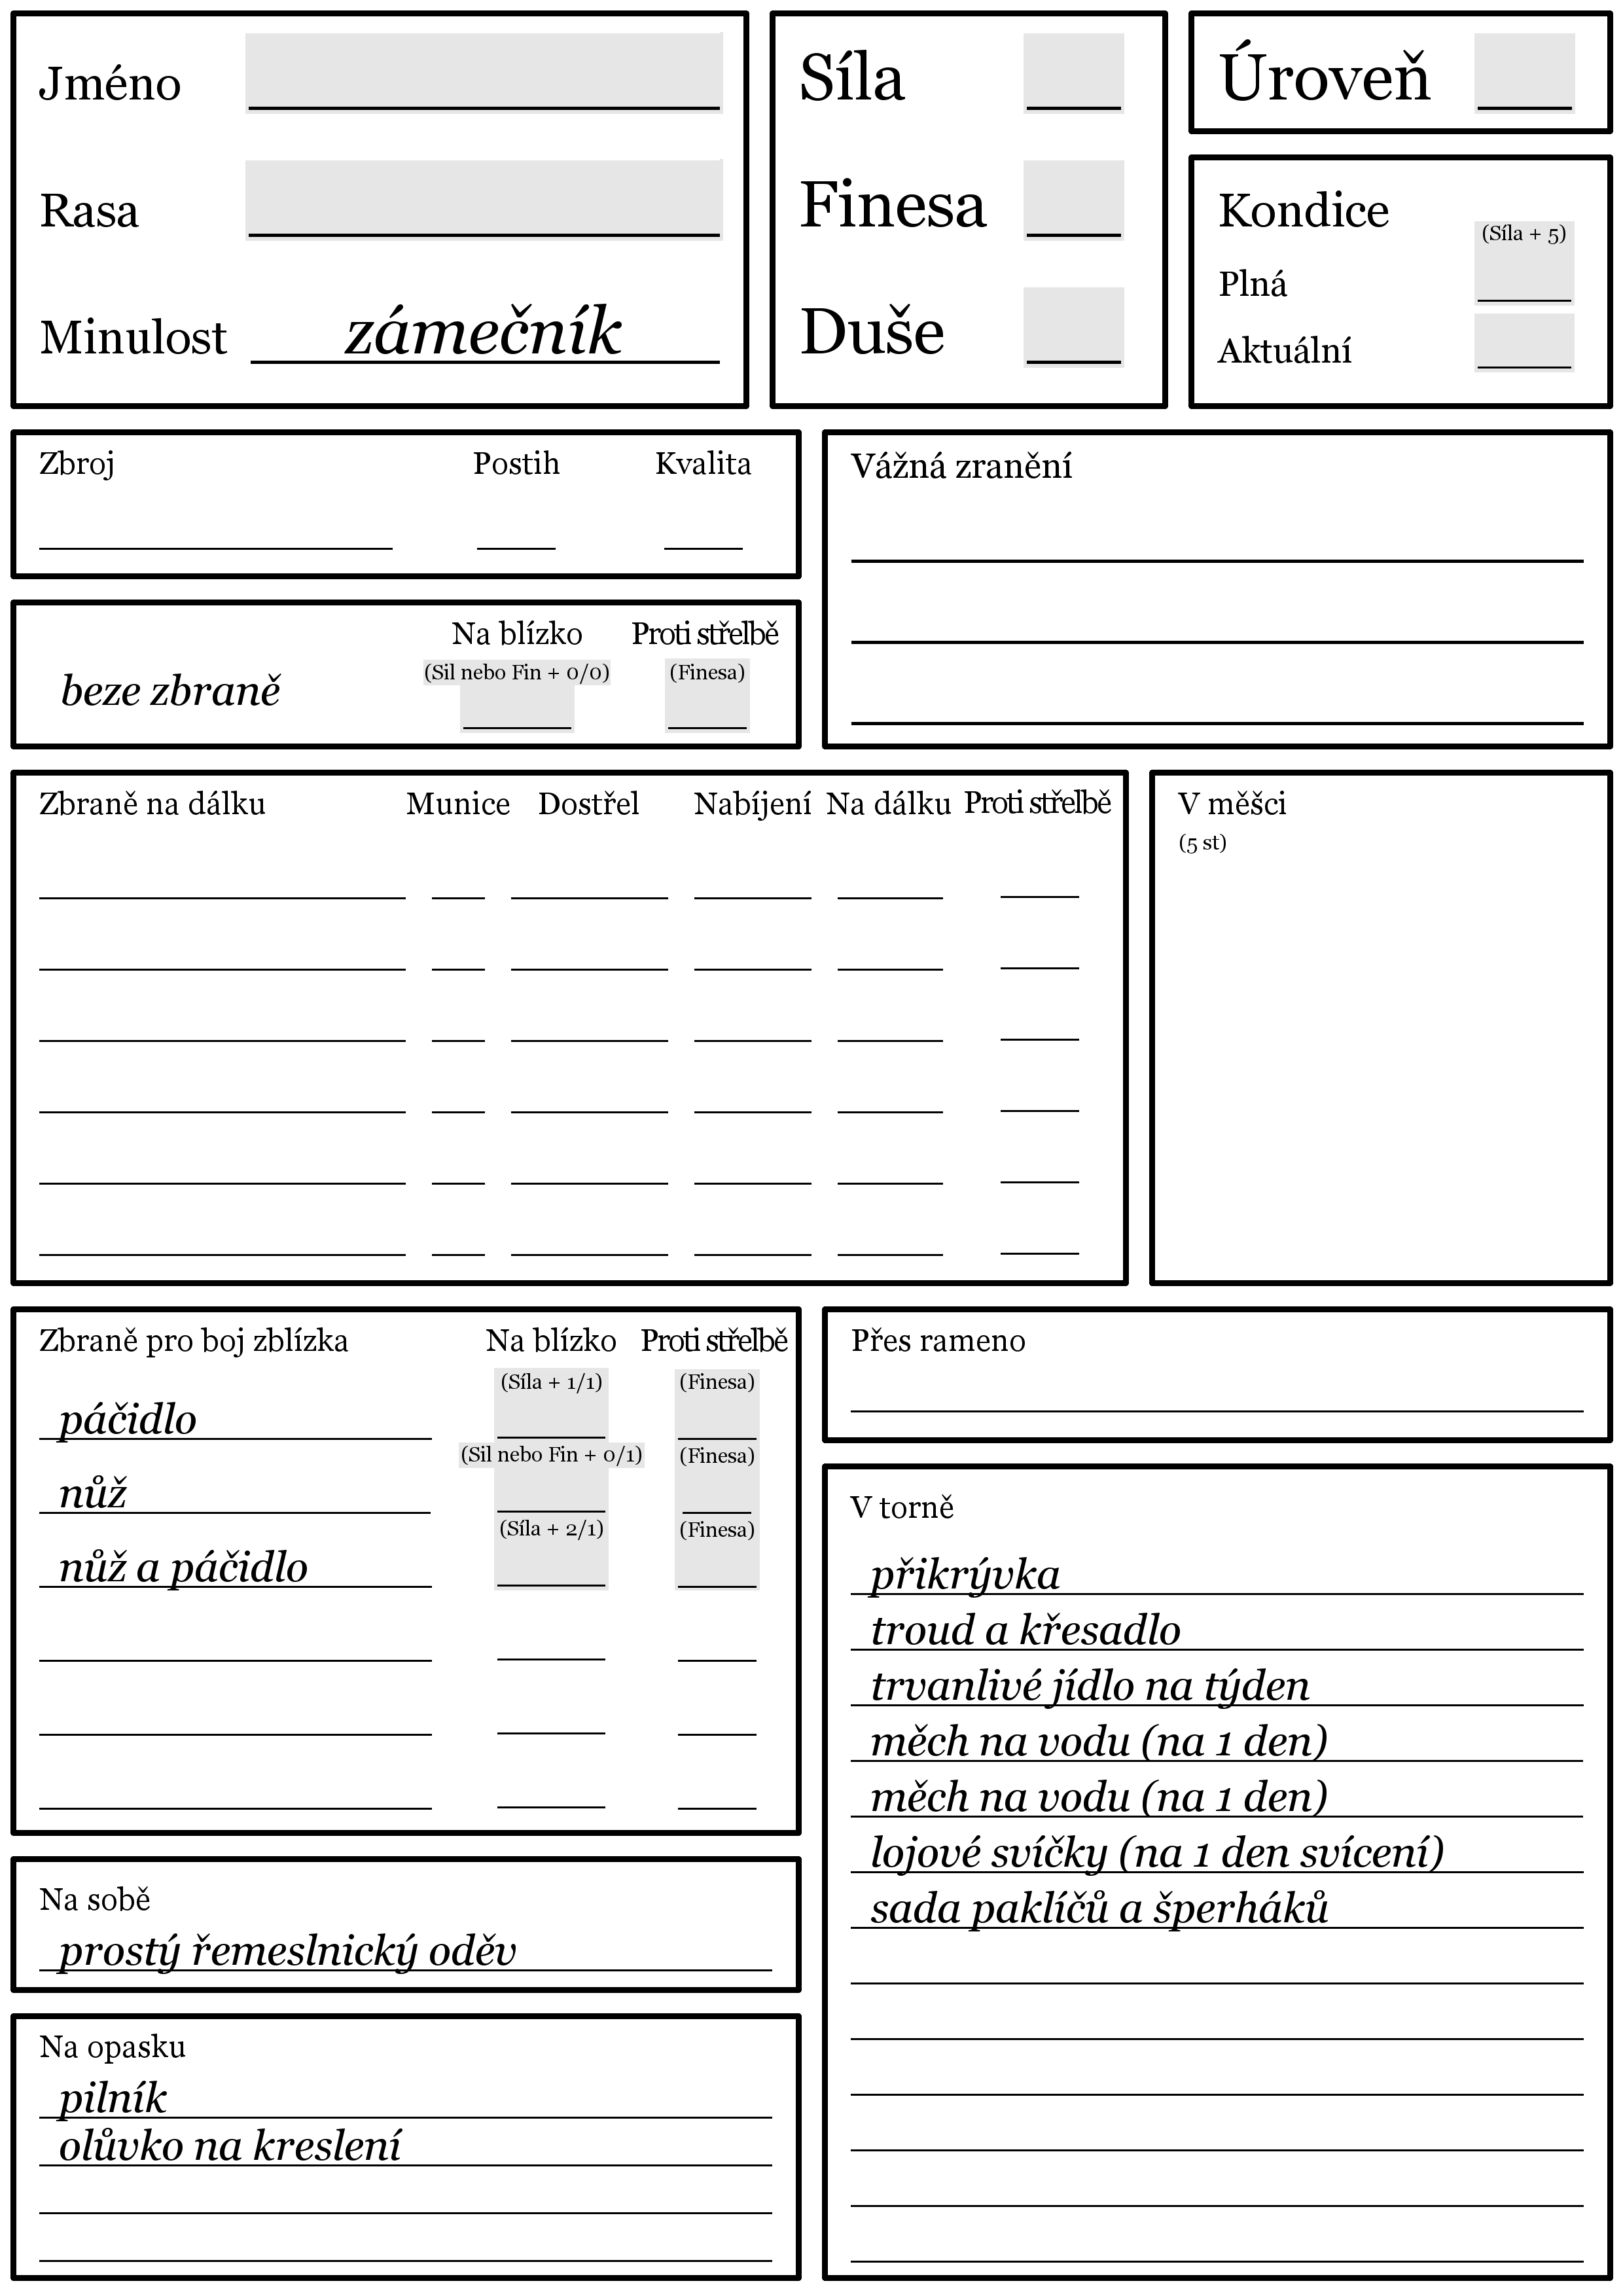 Jméno
Rasa
Minulost zámečník
Síla
Finesa
Duše
Úroveň
Kondice
(Síla + 5)
Plná
Aktuální
Zbroj Postih Kvalita
Vážná zranění
Na blízko Proti střelbě
(Sil nebo Fin + 0/0) (Finesa)
beze zbraně
Zbraně na dálku Munice Dostřel Nabíjení Na dálku Proti střelbě
V měšci
(5 st)
Zbraně pro boj zblízka Na blízko Proti střelbě
(Síla + 1/1) (Finesa)
páčidlo
(Sil nebo Fin + 0/1) (Finesa)
nůž
(Síla + 2/1) (Finesa)
nůž a páčidlo
Přes rameno
V torně
přikrývka
troud a křesadlo
trvanlivé jídlo na týden
měch na vodu (na 1 den)
měch na vodu (na 1 den)
lojové svíčky (na 1 den svícení)
sada paklíčů a šperháků
Na sobě
prostý řemeslnický oděv
Na opasku
pilník
olůvko na kreslení